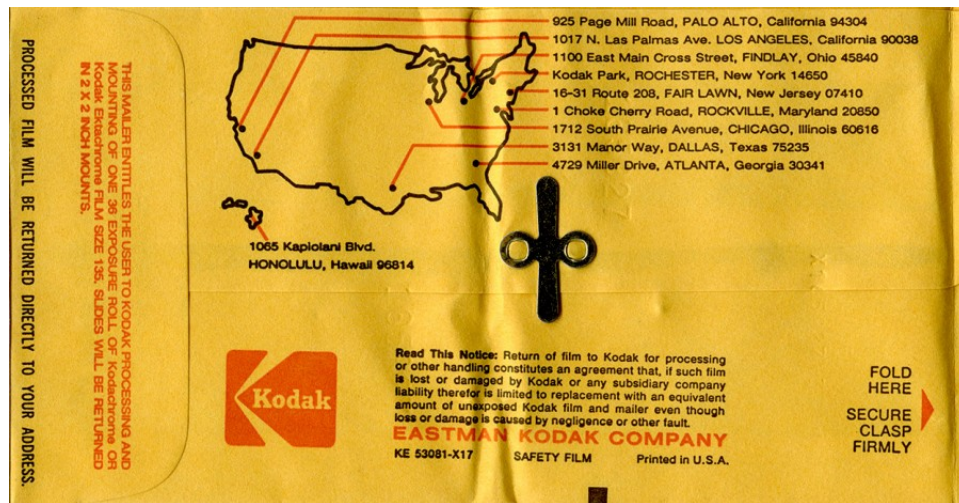 925 Page Mill Road, PALO ALTO, California 94304
1017 N. Las Palmas Ave. LOS ANGELES, California 90038
1100 East Main Cross Street, FINDLAY, Ohio 45840
Kodak Park, ROCHESTER, New York 14650
16-31 Route 208, FAIR LAWN, New Jersey 07410
1 Choke Cherry Road, ROCKVILLE, Maryland 20850
1712 South Prairie Avenue, CHICAGO, Illinois 60616
3131 Manor Way, DALLAS, Texas 75235
4729 Miller Drive, ATLANTA, Georgia 30341
1065 Kapiolani Blvd.
HONOLULU, Hawaii 96814
THIS MAILER ENTITLES THE USER TO KODAK PROCESSING AND
MOUNTING OF ONE 36 EXPOSURE ROLL OF Kodachrome OR
Kodak Ektachrome FILM SIZE 135. SLIDES WILL BE RETURNED
IN 2 X 2 INCH MOUNTS.
PROCESSED FILM WILL BE RETURNED DIRECTLY TO YOUR ADDRESS.
Kodak
Read This Notice: Return of film to Kodak for processing
or other handling constitutes an agreement that, if such film
is lost or damaged by Kodak or any subsidiary company
liability therefor is limited to replacement with an equivalent
amount of unexposed Kodak film and mailer even though
loss or damage is caused by negligence or other fault.
EASTMAN KODAK COMPANY
KE 53081-X17 SAFETY FILM Printed in U.S.A.
FOLD
HERE
SECURE
CLASP
FIRMLY